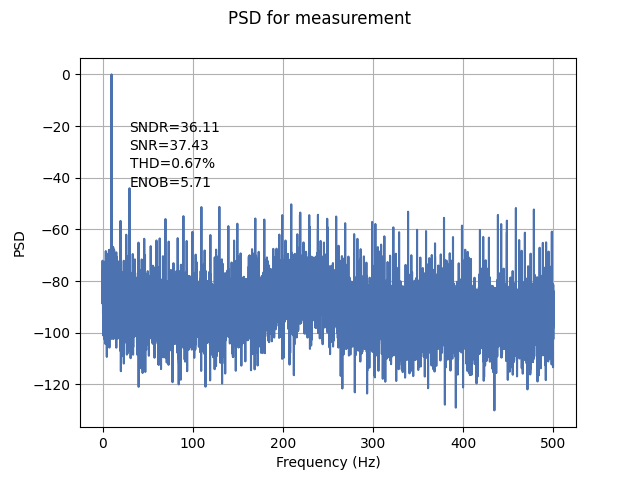 PSD for measurement
0
−20
−40
−60
−80
−100
−120
PSD
SNDR=36.11
SNR=37.43
THD=0.67%
ENOB=5.71
0 100 200 300 400 500
Frequency (Hz)